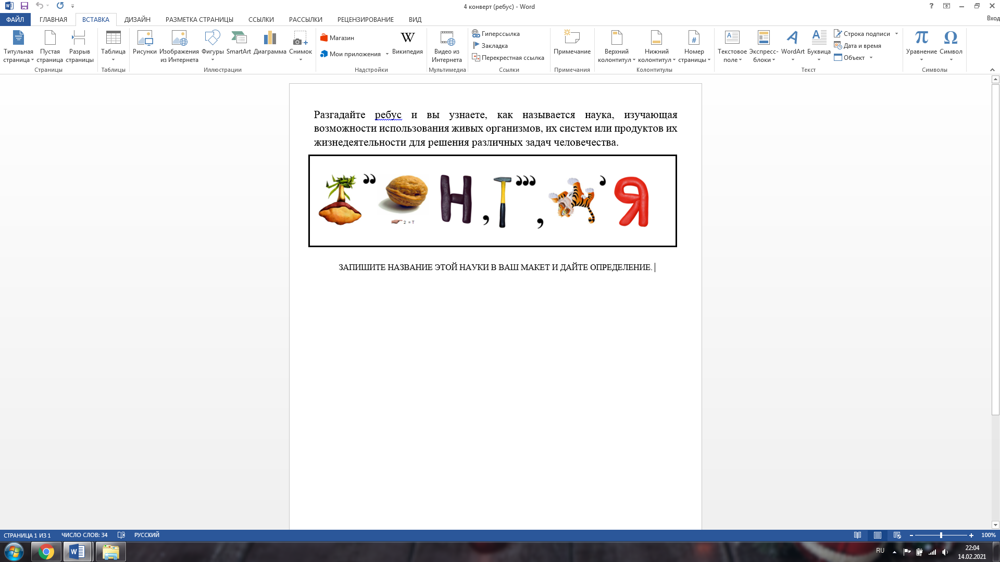 4 конверт (ребус) - Word
Вход
ФАЙЛ ГЛАВНАЯ ВСТАВКА ДИЗАЙН РАЗМЕТКА СТРАНИЦЫ ССЫЛКИ РАССЫЛКИ РЕЦЕНЗИРОВАНИЕ ВИД
Титульная страница
Пустая страница
Разрыв страницы
Страницы
Таблица
Таблицы
Рисунки
Изображения из Интернета
Фигуры
SmartArt
Диаграмма
Снимок
Иллюстрации
Магазин
Мои приложения
W
Википедия
Надстройки
Видео из Интернета
Мультимедиа
Гиперссылка
Закладка
Перекрестная ссылка
Ссылки
Примечание
Примечания
Верхний колонтитул
Нижний колонтитул
Номер страницы
Колонтитулы
Текстовое поле
Экспресс-блоки
WordArt
Буквица
Строка подписи
Дата и время
Объект
Текст
π
Уравнение
Ω
Символ
Символы
Разгадайте ребус и вы узнаете, как называется наука, изучающая
возможности использования живых организмов, их систем или продуктов их
жизнедеятельности для решения различных задач человечества.
,, Н , ,,, , , Я
2 = Т
ЗАПИШИТЕ НАЗВАНИЕ ЭТОЙ НАУКИ В ВАШ МАКЕТ И ДАЙТЕ ОПРЕДЕЛЕНИЕ.
СТРАНИЦА 1 ИЗ 1 ЧИСЛО СЛОВ: 34 РУССКИЙ
100%
RU
22:04
14.02.2021